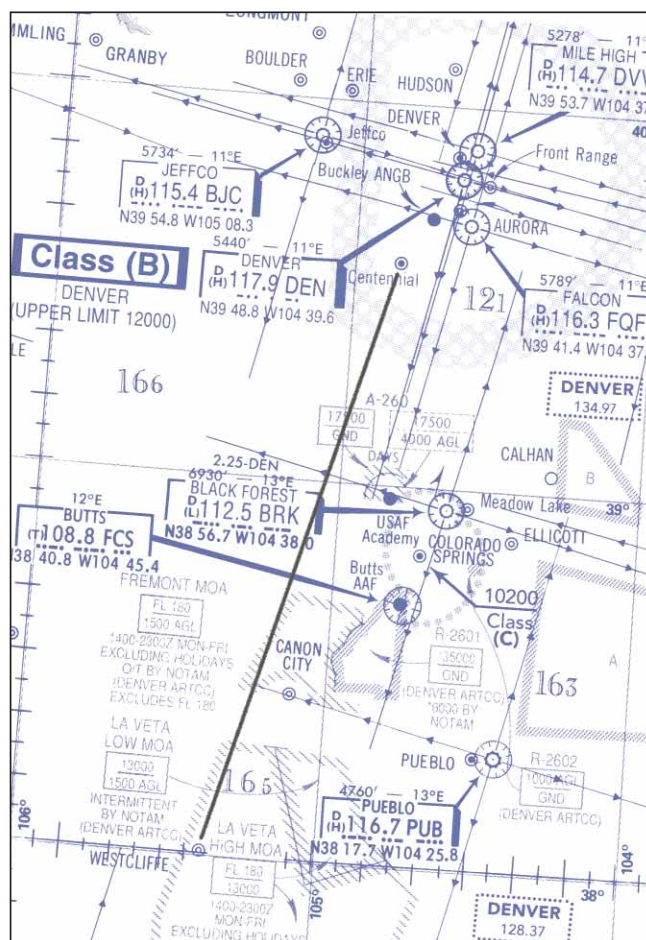 LONGMONT
MMLING
GRANBY
BOULDER
ERIE
HUDSON
5278' — 11°
MILE HIGH
D
(H) 114.7 DVV
N39 53.7 W104 37
40
DENVER
Jeffco
Front Range
5734' — 11°E
JEFFCO
D
(H) 115.4 BJC
N39 54.8 W105 08.3
Buckley ANGB
AURORA
Class (B)
DENVER
(UPPER LIMIT 12000)
5440' — 11°E
DENVER
D
(H) 117.9 DEN
N39 48.8 W104 39.6
Centennial
5789' — 11°E
FALCON
D
(H) 116.3 FQF
N39 41.4 W104 37.
121
LE
166
A-260
17500
GND
17500
4000 AGL
DAYS
DENVER
134.97
CALHAN
B
2.25-DEN
6930' — 13°E
BLACK FOREST
D
(L) 112.5 BRK
N38 56.7 W104 38.0
USAF
Academy
Meadow Lake
39°
ELLICOTT
COLORADO
SPRINGS
12°E
BUTTS
(T) 108.8 FCS
N38 40.8 W104 45.4
Butts
AAF
10200
Class
(C)
FREMONT MOA
FL 180
1500 AGL
1400-2300Z MON-FRI
EXCLUDING HOLIDAYS
O/T BY NOTAM
(DENVER ARTCC)
EXCLUDES FL 180
CANON
CITY
R-2601
35000
GND
(DENVER ARTCC)
*6000 BY
NOTAM
163
A
LA VETA
LOW MOA
13000
1500 AGL
INTERMITTENT
BY NOTAM
(DENVER ARTCC)
165
PUEBLO
R-2602
1000 AGL
GND
(DENVER ARTCC)
4760' — 13°E
PUEBLO
D
(H) 116.7 PUB
N38 17.7 W104 25.8
106°
WESTCLIFFE
LA VETA
HIGH MOA
FL 180
13000
1400-2300Z
MON-FRI
EXCLUDING HOLIDAYS
105°
104°
38°
DENVER
128.37